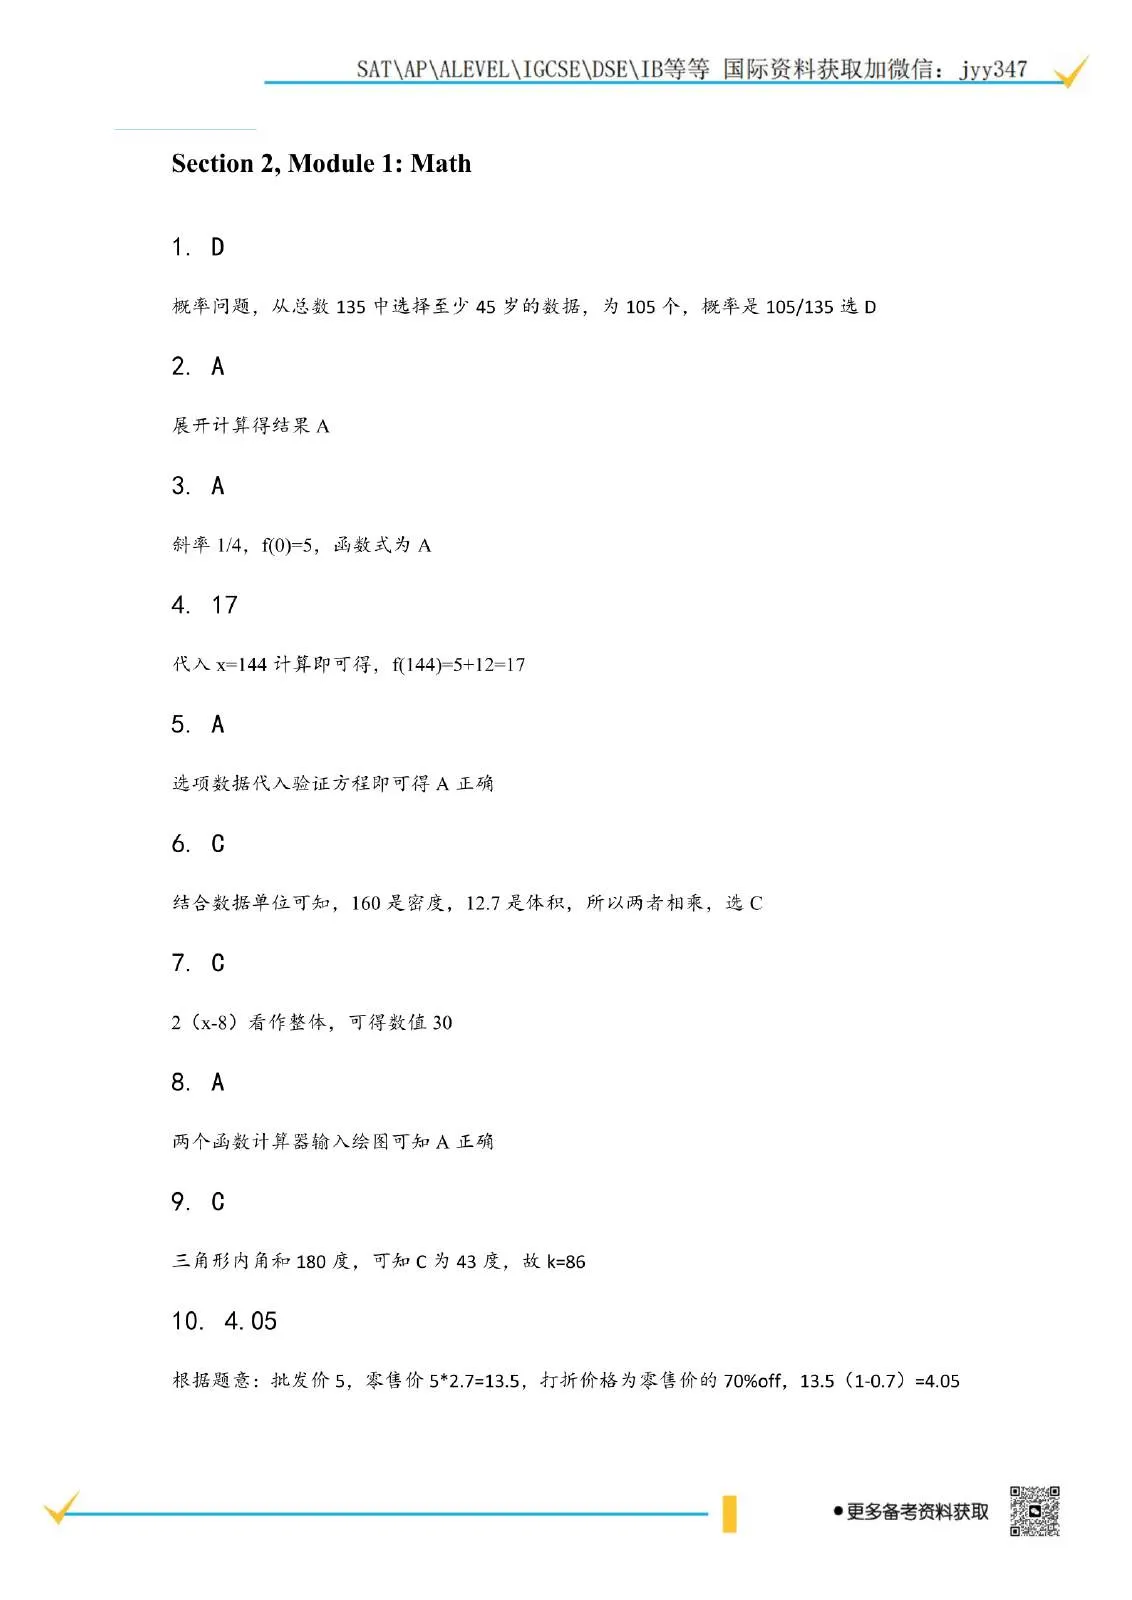 SAT\AP\ALEVEL\IGCSE\DSE\IB等等 国际资料获取加微信：jyy347
Section 2, Module 1: Math
1. D
概率问题，从总数 135 中选择至少 45 岁的数据，为 105 个，概率是 105/135 选 D
2. A
展开计算得结果 A
3. A
斜率 1/4，f(0)=5，函数式为 A
4. 17
代入 x=144 计算即可得，f(144)=5+12=17
5. A
选项数据代入验证方程即可得 A 正确
6. C
结合数据单位可知，160 是密度，12.7 是体积，所以两者相乘，选 C
7. C
2（x-8）看作整体，可得数值 30
8. A
两个函数计算器输入绘图可知 A 正确
9. C
三角形内角和 180 度，可知 C 为 43 度，故 k=86
10. 4.05
根据题意：批发价 5，零售价 5*2.7=13.5，打折价格为零售价的 70%off，13.5（1-0.7）=4.05
●更多备考资料获取